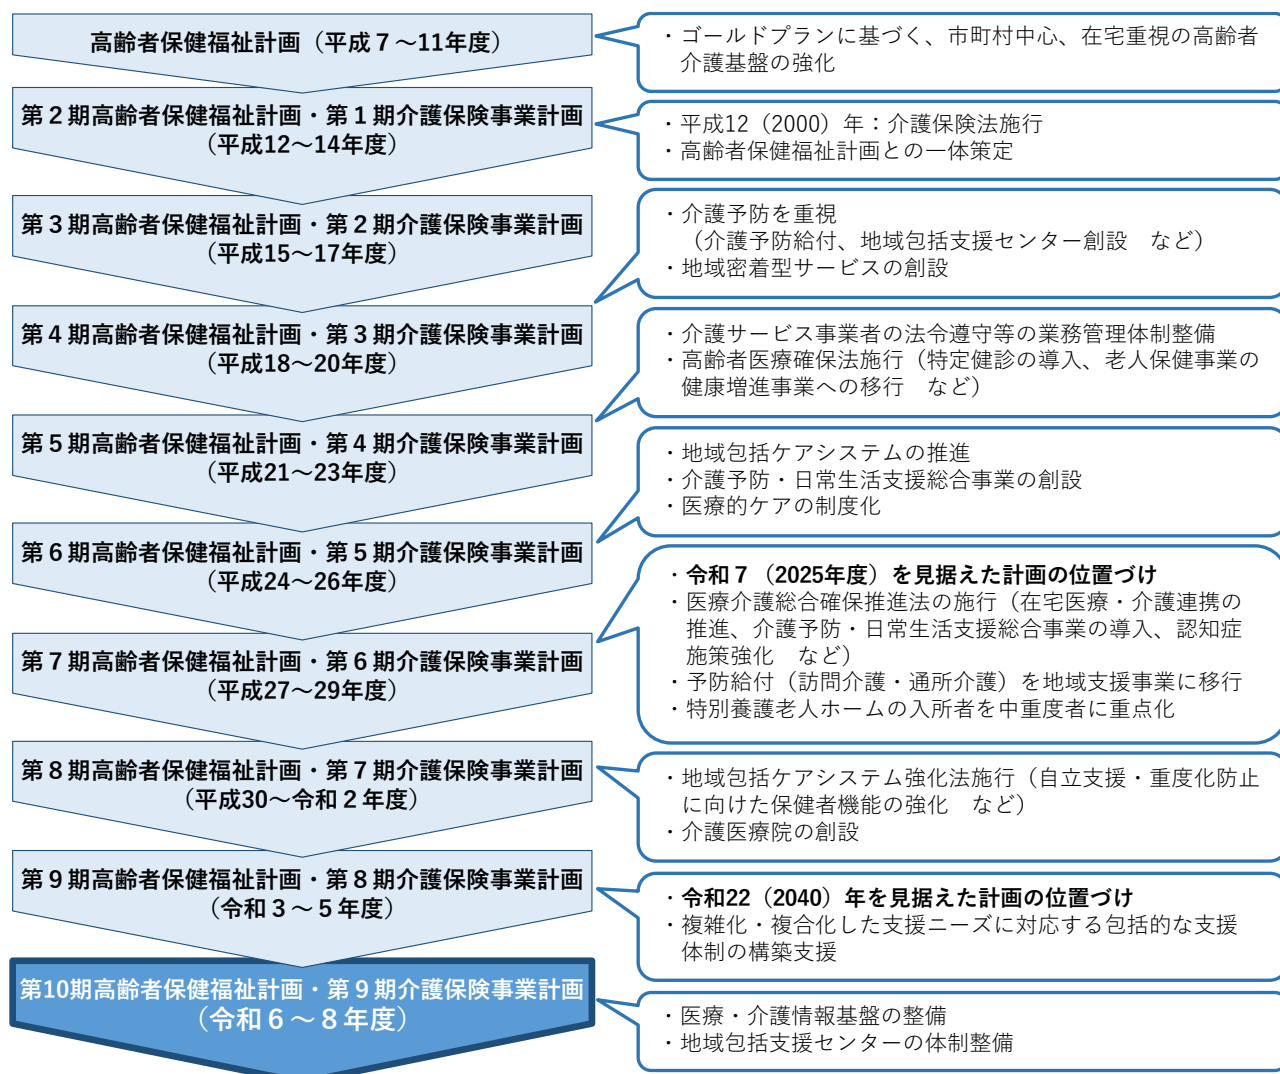 高齢者保健福祉計画（平成７～11年度）
・ゴールドプランに基づく、市町村中心、在宅重視の高齢者
介護基盤の強化
第２期高齢者保健福祉計画・第１期介護保険事業計画
（平成12～14年度）
・平成12（2000）年：介護保険法施行
・高齢者保健福祉計画との一体策定
第３期高齢者保健福祉計画・第２期介護保険事業計画
（平成15～17年度）
・介護予防を重視
（介護予防給付、地域包括支援センター創設　など）
・地域密着型サービスの創設
第４期高齢者保健福祉計画・第３期介護保険事業計画
（平成18～20年度）
・介護サービス事業者の法令遵守等の業務管理体制整備
・高齢者医療確保法施行（特定健診の導入、老人保健事業の
健康増進事業への移行　など）
第５期高齢者保健福祉計画・第４期介護保険事業計画
（平成21～23年度）
・地域包括ケアシステムの推進
・介護予防・日常生活支援総合事業の創設
・医療的ケアの制度化
第６期高齢者保健福祉計画・第５期介護保険事業計画
（平成24～26年度）
・令和７（2025年度）を見据えた計画の位置づけ
・医療介護総合確保推進法の施行（在宅医療・介護連携の
推進、介護予防・日常生活支援総合事業の導入、認知症
施策強化　など）
・予防給付（訪問介護・通所介護）を地域支援事業に移行
・特別養護老人ホームの入所者を中重度者に重点化
第７期高齢者保健福祉計画・第６期介護保険事業計画
（平成27～29年度）
第８期高齢者保健福祉計画・第７期介護保険事業計画
（平成30～令和２年度）
・地域包括ケアシステム強化法施行（自立支援・重度化防止
に向けた保健者機能の強化　など）
・介護医療院の創設
第９期高齢者保健福祉計画・第８期介護保険事業計画
（令和３～５年度）
・令和22（2040）年を見据えた計画の位置づけ
・複雑化・複合化した支援ニーズに対応する包括的な支援
体制の構築支援
第10期高齢者保健福祉計画・第９期介護保険事業計画
（令和６～８年度）
・医療・介護情報基盤の整備
・地域包括支援センターの体制整備